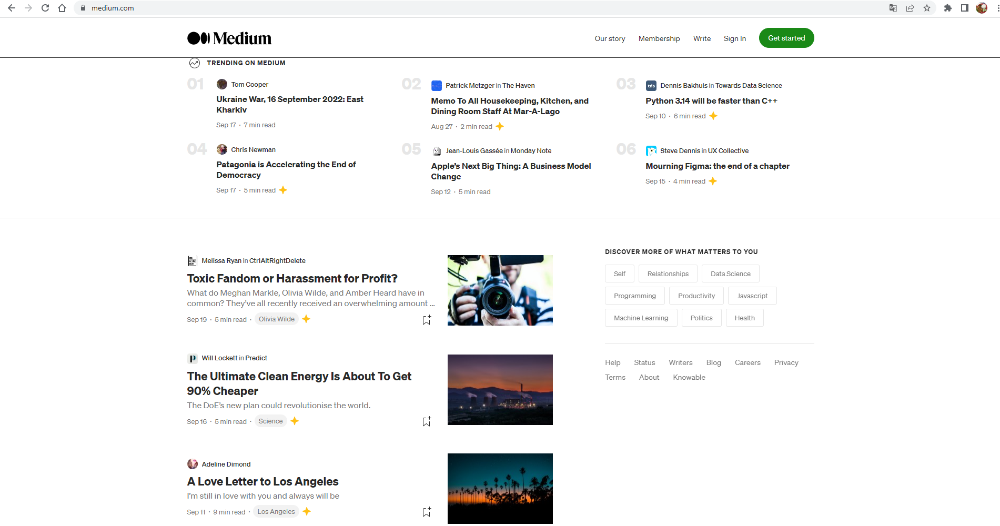 medium.com
Medium
Our story Membership Write Sign In Get started
TRENDING ON MEDIUM
01
Tom Cooper
Ukraine War, 16 September 2022: East
Kharkiv
Sep 17 · 7 min read
02
Patrick Metzger in The Haven
Memo To All Housekeeping, Kitchen, and
Dining Room Staff At Mar-A-Lago
Aug 27 · 2 min read
03
tds
Dennis Bakhuis in Towards Data Science
Python 3.14 will be faster than C++
Sep 10 · 6 min read
04
Chris Newman
Patagonia is Accelerating the End of
Democracy
Sep 17 · 5 min read
05
Jean-Louis Gassée in Monday Note
Apple’s Next Big Thing: A Business Model
Change
Sep 12 · 5 min read
06
Steve Dennis in UX Collective
Mourning Figma: the end of a chapter
Sep 15 · 4 min read
Melissa Ryan in CtrlAltRightDelete
Toxic Fandom or Harassment for Profit?
What do Meghan Markle, Olivia Wilde, and Amber Heard have in
common? They’ve all recently received an overwhelming amount ...
Sep 19 · 5 min read · Olivia Wilde
P
Will Lockett in Predict
The Ultimate Clean Energy Is About To Get
90% Cheaper
The DoE’s new plan could revolutionise the world.
Sep 16 · 5 min read · Science
Adeline Dimond
A Love Letter to Los Angeles
I’m still in love with you and always will be
Sep 11 · 9 min read · Los Angeles
DISCOVER MORE OF WHAT MATTERS TO YOU
Self Relationships Data Science
Programming Productivity Javascript
Machine Learning Politics Health
Help Status Writers Blog Careers Privacy
Terms About Knowable